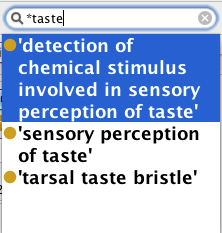 *taste
'detection of
chemical stimulus
involved in sensory
perception of taste'
'sensory perception
of taste'
'tarsal taste bristle'